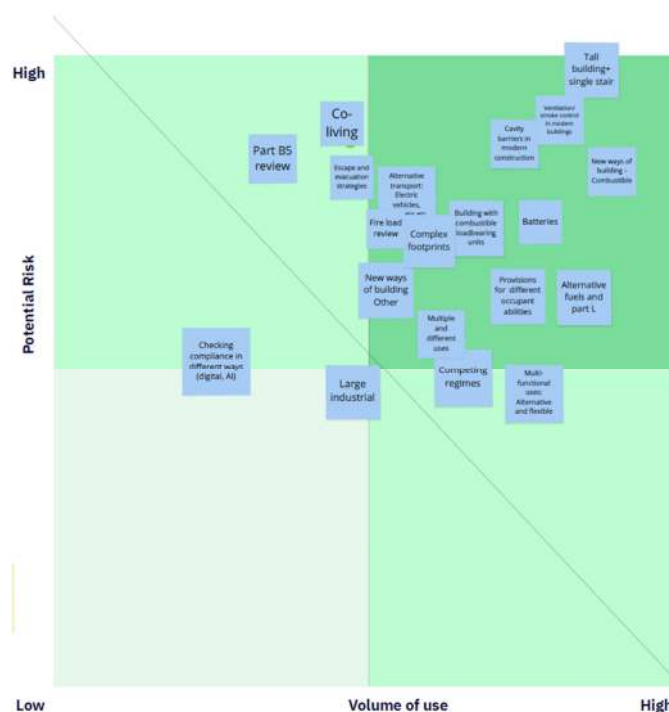 High
Tall
building+
single stair
Ventilation/
smoke control
in modern
buildings
Co-
living
Cavity
barriers in
modern
construction
Part B5
review
New ways of
building -
Combustible
Escape and
evacuation
strategies
Alternative
transport:
Electric
vehicles,
Fire load
review
Complex
footprints
Building with
combustible
loadbearing
units
Batteries
New ways
of building
Other
Provisions
for different
occupant
abilities
Alternative
fuels and
part L
Multiple
and
different
uses
Checking
compliance in
different ways
(digital, AI)
Competing
regimes
Large
industrial
Multi-
functional
uses:
Alternative
and flexible
Potential Risk
Low
Volume of use
High